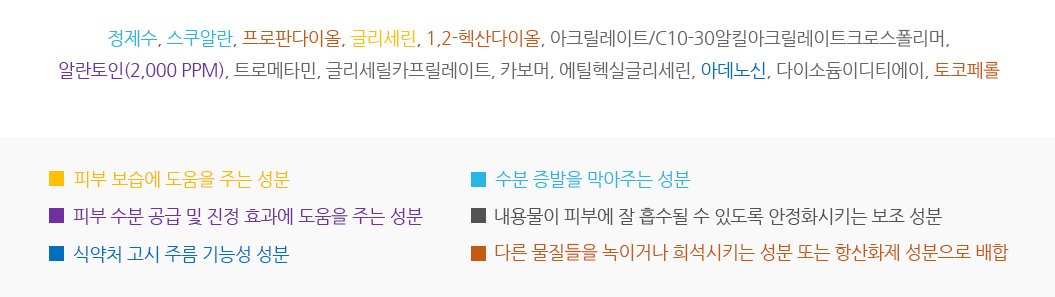 정제수, 스쿠알란, 프로판다이올, 글리세린, 1,2-헥산다이올, 아크릴레이트/C10-30알킬아크릴레이트크로스폴리머,
알란토인(2,000 PPM), 트로메타민, 글리세릴카프릴레이트, 카보머, 에틸헥실글리세린, 아데노신, 다이소듐이디티에이, 토코페롤
피부 보습에 도움을 주는 성분
수분 증발을 막아주는 성분
피부 수분 공급 및 진정 효과에 도움을 주는 성분
내용물이 피부에 잘 흡수될 수 있도록 안정화시키는 보조 성분
식약처 고시 주름 기능성 성분
다른 물질들을 녹이거나 희석시키는 성분 또는 항산화제 성분으로 배합